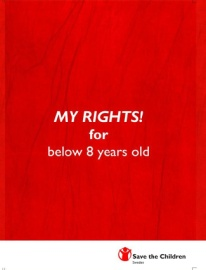 MY RIGHTS!
for
below 8 years old
Save the Children
Sweden